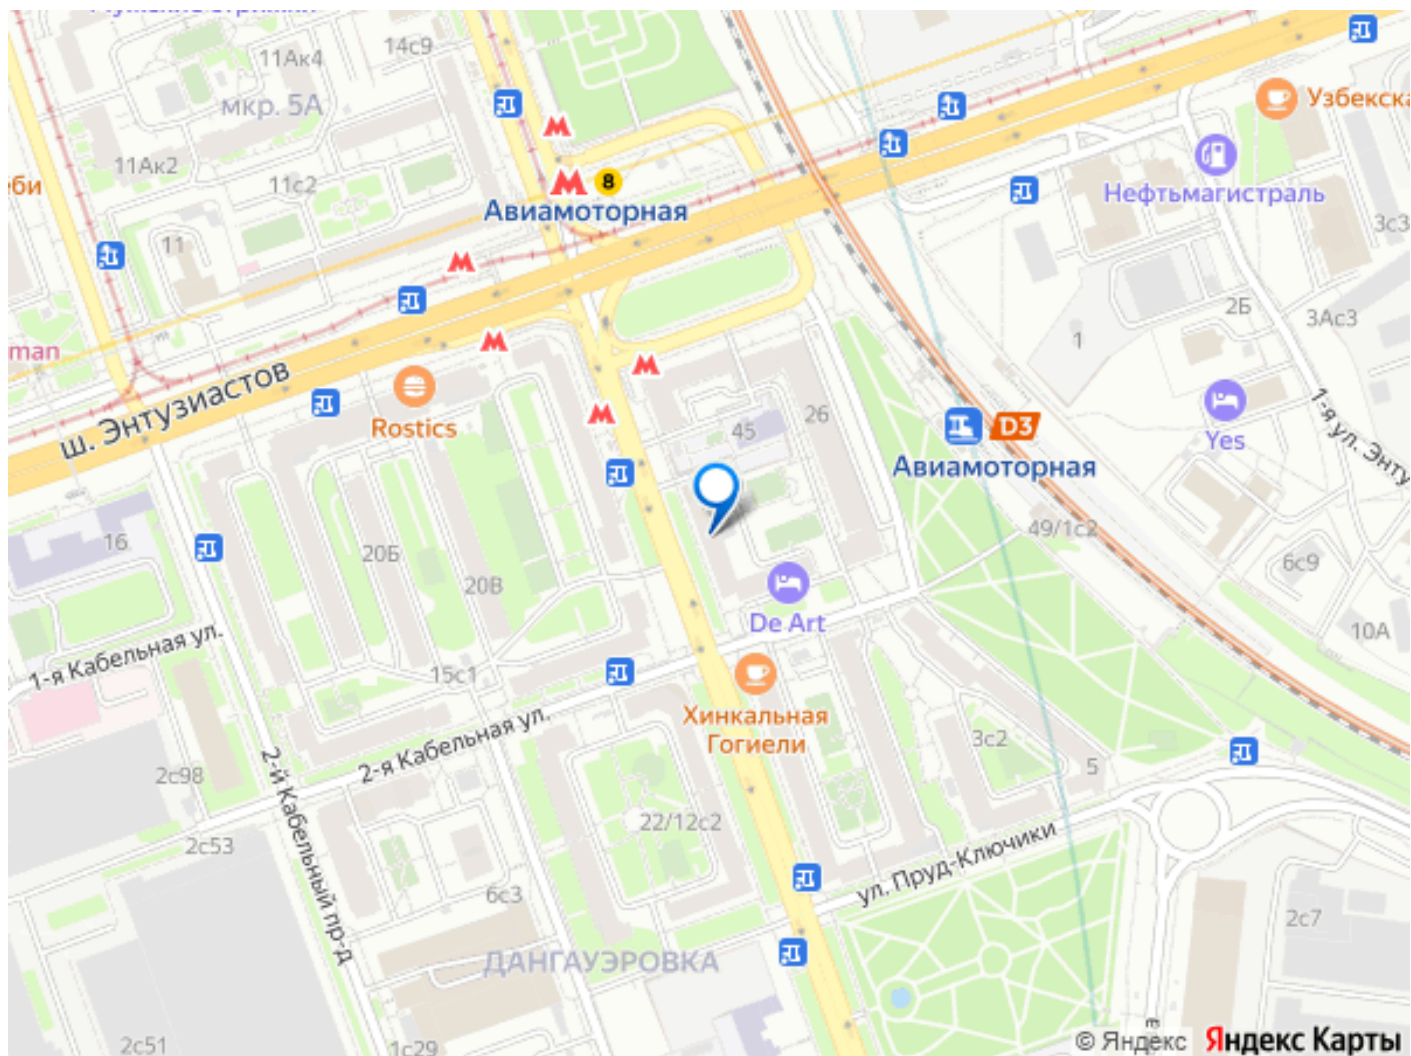 14с9
11Ак4
мкр. 5А
Узбекска
8
11Ак2
еби
11с2
Нефтьмагистраль
Авиамоторная
3с3
11
2Б
3Ас3
1
man
ш. Энтузиастов
Rostics
26
45
D3
Yes
1-я ул. Энту
Авиамоторная
16
20Б
49/1с2
6с9
20В
De Art
10А
1-я Кабельная ул.
15с1
Хинкальная
Гогиели
2-я Кабельная ул.
3с2
5
2с98
2-й Кабельный пр-д
22/12с2
2с53
ул. Пруд-Ключики
6с3
2с7
ДАНГАУЭРОВКА
2с51
1с29
© Яндекс
Яндекс Карты